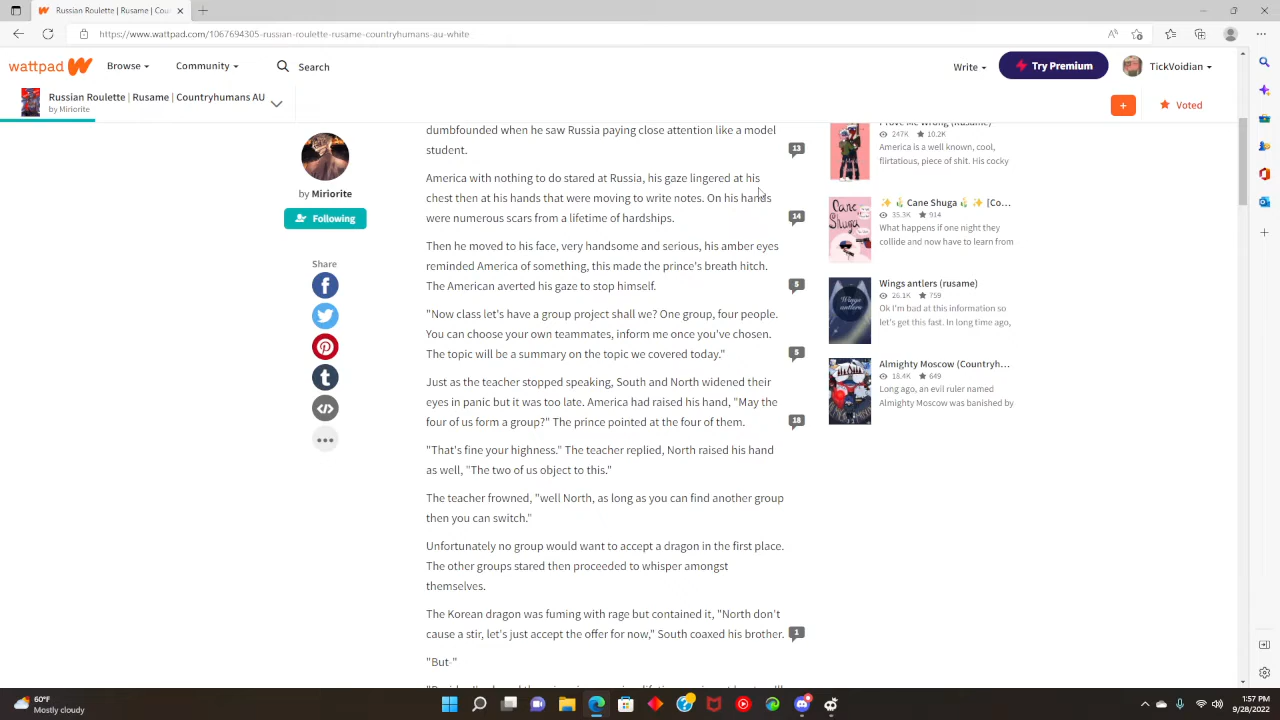 Russian Roulette | Rusame | Cou
https://www.wattpad.com/1067694305-russian-roulette-rusame-countryhumans-au-white
wattpad
Browse
Community
Search
Write
Try Premium
TickVoidian
Russian Roulette | Rusame | Countryhumans AU
by Miriorite
+
Voted
by Miriorite
Following
Share
dumbfounded when he saw Russia paying close attention like a model
student.
13
America with nothing to do stared at Russia, his gaze lingered at his
chest then at his hands that were moving to write notes. On his hands
were numerous scars from a lifetime of hardships.
14
Then he moved to his face, very handsome and serious, his amber eyes
reminded America of something, this made the prince's breath hitch.
The American averted his gaze to stop himself.
5
"Now class let's have a group project shall we? One group, four people.
You can choose your own teammates, inform me once you've chosen.
The topic will be a summary on the topic we covered today."
5
Just as the teacher stopped speaking, South and North widened their
eyes in panic but it was too late. America had raised his hand, "May the
four of us form a group?" The prince pointed at the four of them.
18
"That's fine your highness." The teacher replied, North raised his hand
as well, "The two of us object to this."
The teacher frowned, "well North, as long as you can find another group
then you can switch."
Unfortunately no group would want to accept a dragon in the first place.
The other groups stared then proceeded to whisper amongst
themselves.
The Korean dragon was fuming with rage but contained it, "North don't
cause a stir, let's just accept the offer for now," South coaxed his brother.
1
"But-"
247K 10.2K
America is a well known, cool,
flirtatious, piece of shit. His cocky
Cane Shuga [Co...
35.3K 914
What happens if one night they
collide and now have to learn from
Cane
Shuga
Wings antlers (rusame)
26.1K 759
Ok I'm bad at this information so
let's get this fast. In long time ago,
Wings
antlers
Almighty Moscow (Countryh...
18.4K 649
Long ago, an evil ruler named
Almighty Moscow was banished by
60°F
Mostly cloudy
1:57 PM
9/28/2022